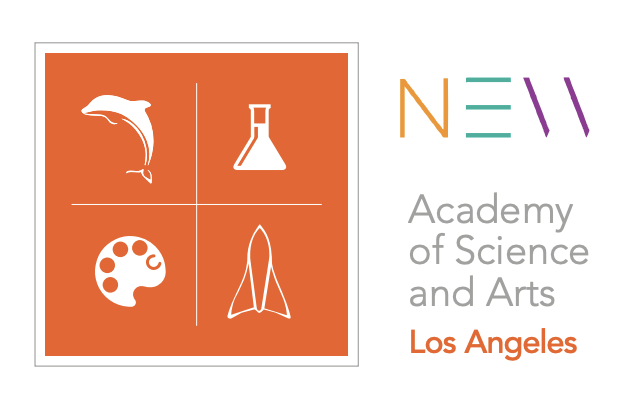 NEW
Academy
of Science
and Arts
Los Angeles